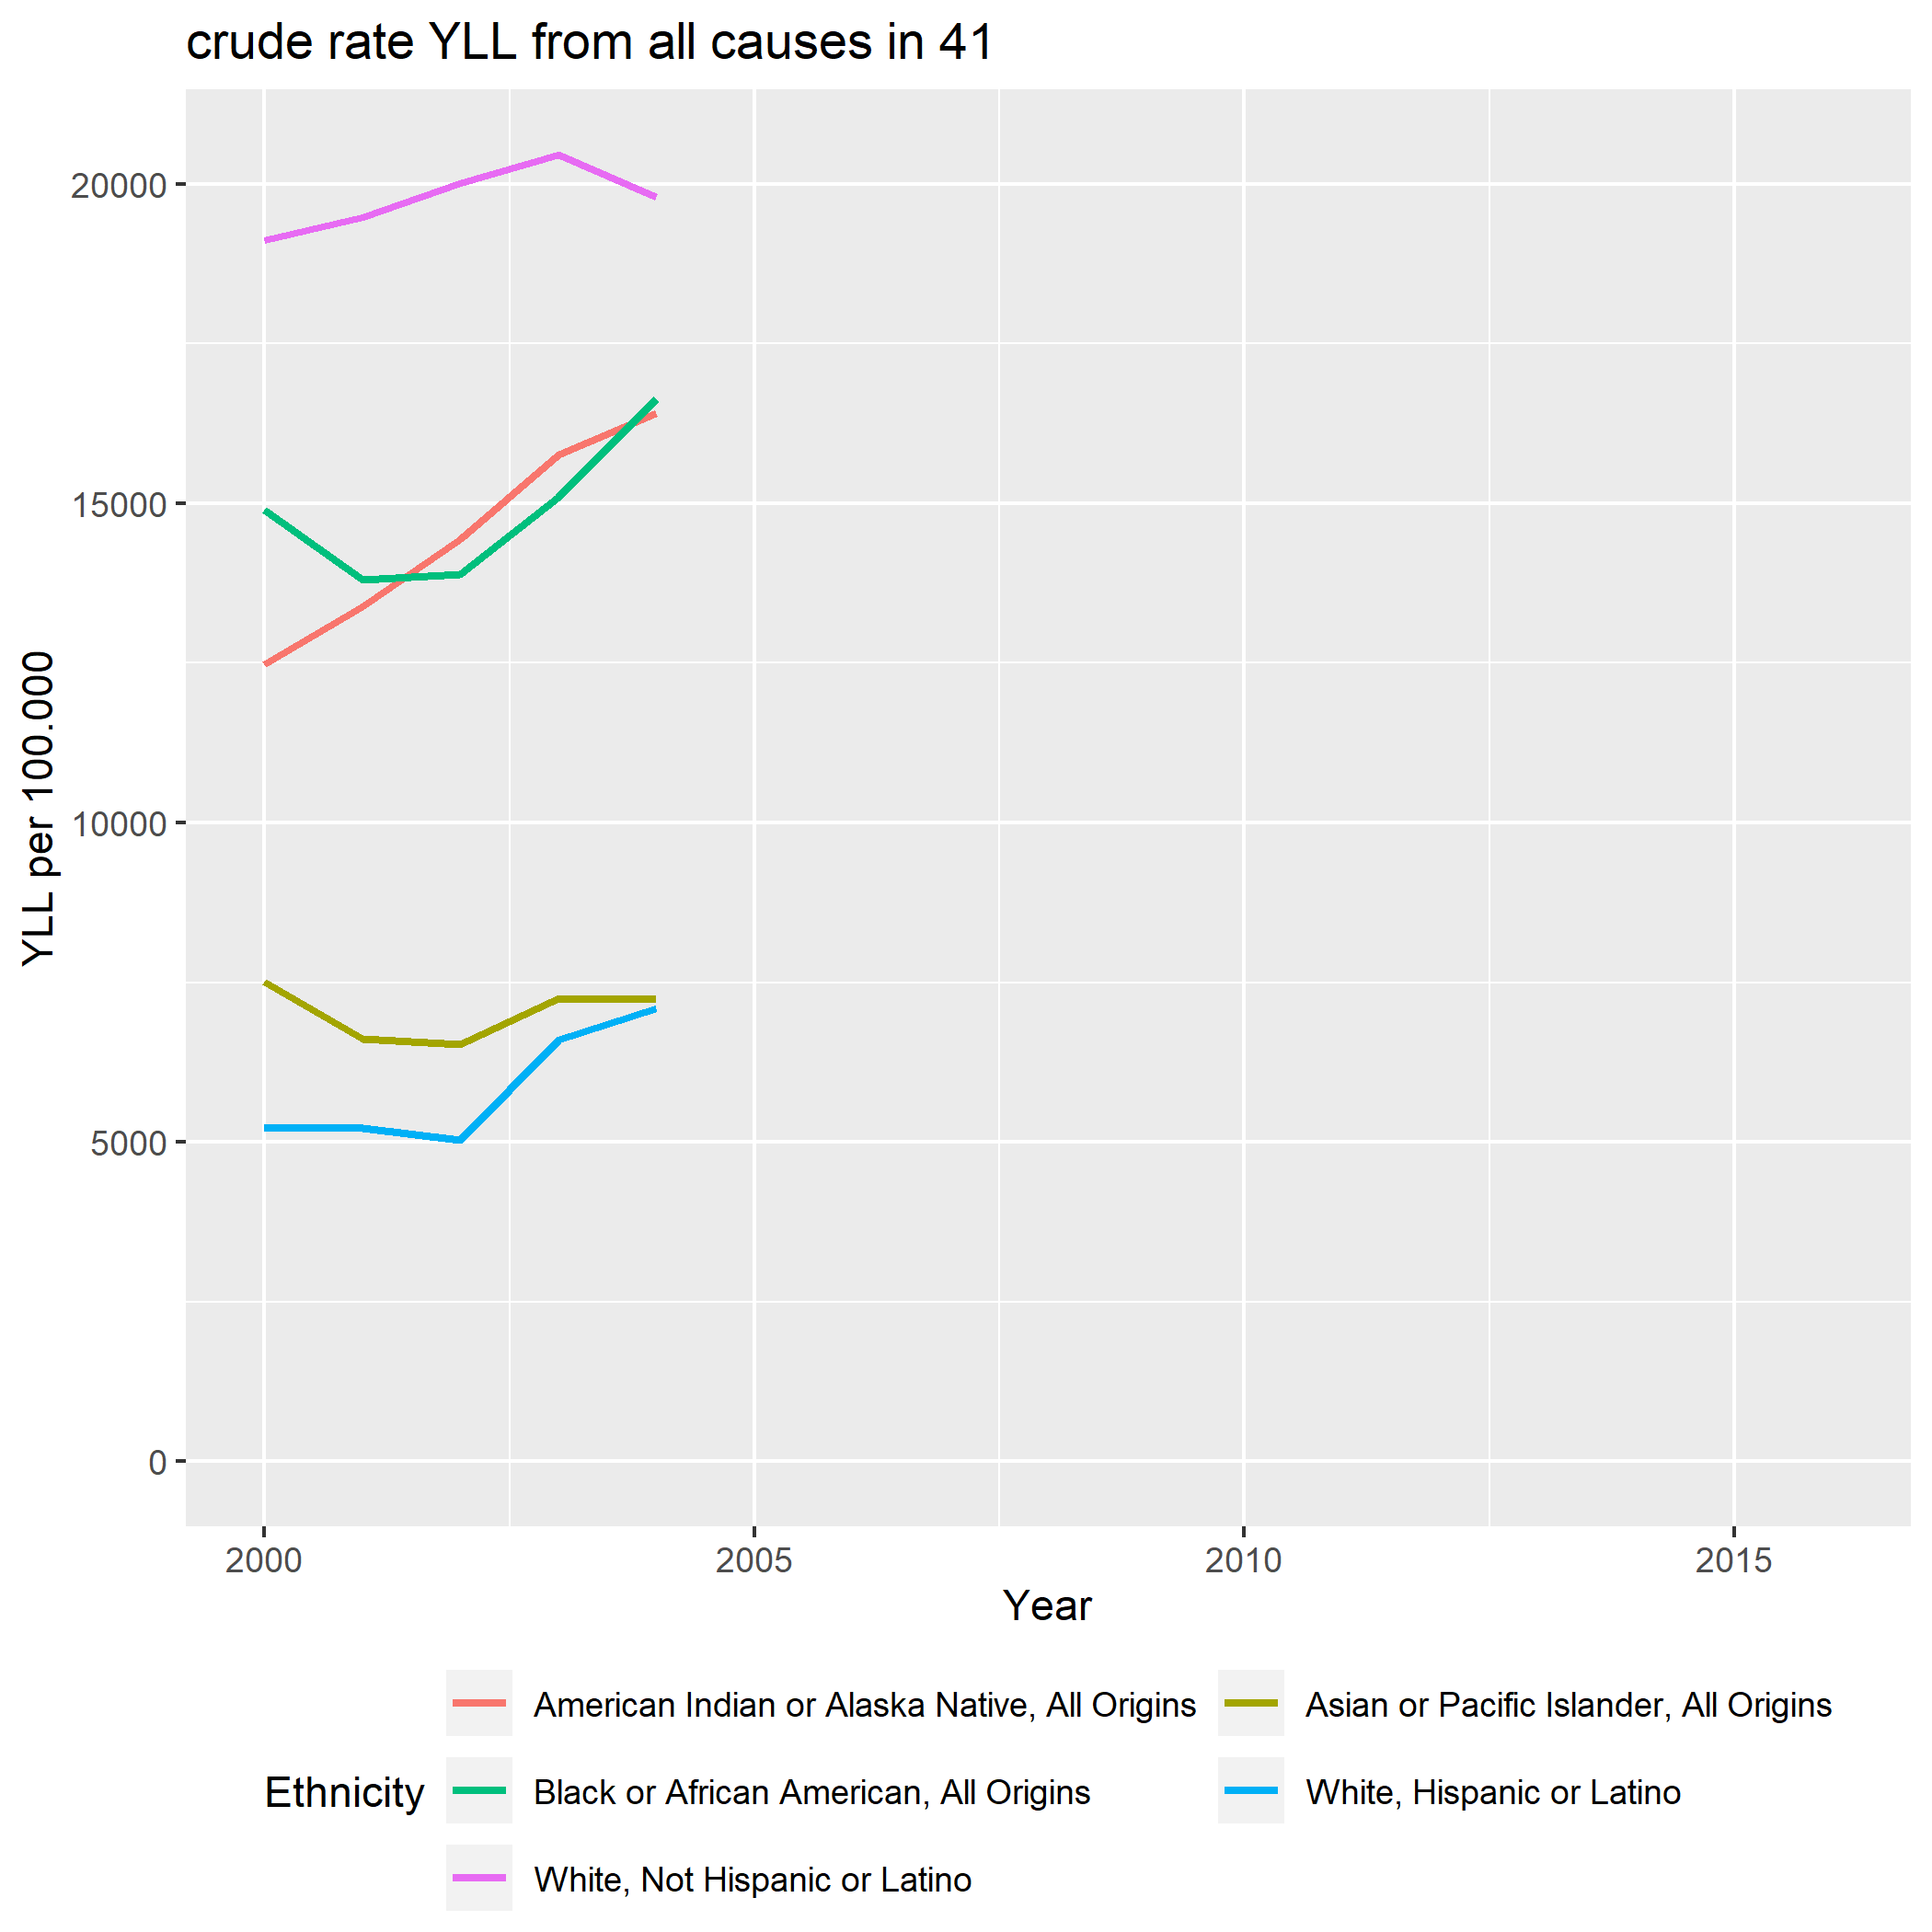 crude rate YLL from all causes in 41
YLL per 100.000
20000
15000
10000
5000
0
2000 2005 2010 2015
Year
Ethnicity
American Indian or Alaska Native, All Origins
Asian or Pacific Islander, All Origins
Black or African American, All Origins
White, Hispanic or Latino
White, Not Hispanic or Latino